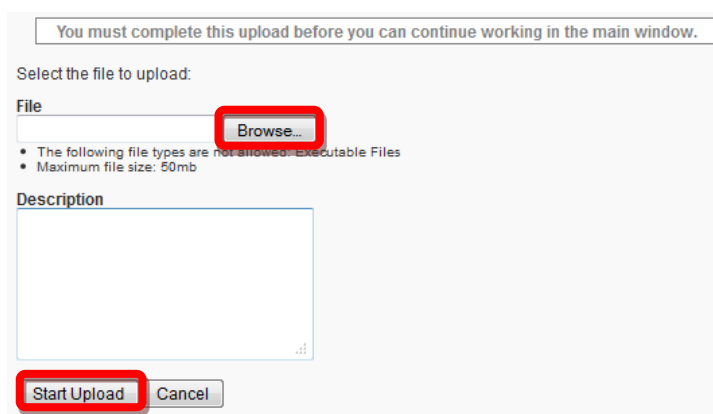 You must complete this upload before you can continue working in the main window.
Select the file to upload:
File
Browse...
• The following file types are not allowed: Executable Files
• Maximum file size: 50mb
Description
Start Upload Cancel